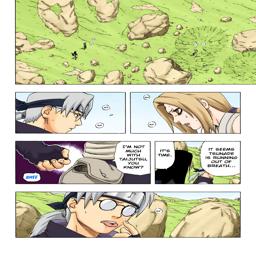 IT SEEMS
TSUNADE
IS RUNNING
OUT OF
BREATH...
IT'S
TIME.
I'M NOT
MUCH
WITH
TAIJUTSU,
YOU
KNOW?